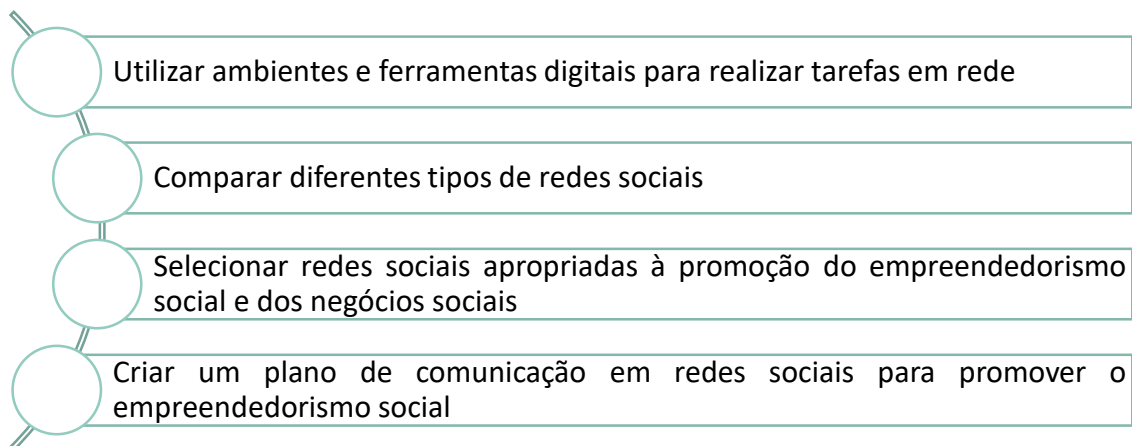 Utilizar ambientes e ferramentas digitais para realizar tarefas em rede
Comparar diferentes tipos de redes sociais
Selecionar redes sociais apropriadas à promoção do empreendedorismo
social e dos negócios sociais
Criar um plano de comunicação em redes sociais para promover o
empreendedorismo social